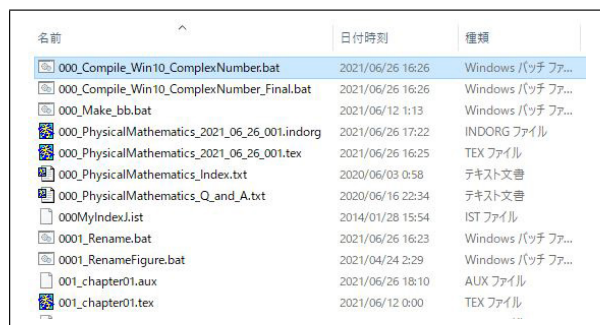 名前 日付時刻 種類
000_Compile_Win10_ComplexNumber.bat 2021/06/26 16:26 Windows バッチ ファ...
000_Compile_Win10_ComplexNumber_Final.bat 2021/06/26 16:26 Windows バッチ ファ...
000_Make_bb.bat 2021/06/12 1:13 Windows バッチ ファ...
000_PhysicalMathematics_2021_06_26_001.indorg 2021/06/26 17:22 INDORG ファイル
000_PhysicalMathematics_2021_06_26_001.tex 2021/06/26 16:25 TEX ファイル
000_PhysicalMathematics_Index.txt 2020/06/03 0:58 テキスト文書
000_PhysicalMathematics_Q_and_A.txt 2020/06/16 22:34 テキスト文書
000MyIndexJ.ist 2014/01/28 15:54 IST ファイル
0001_Rename.bat 2021/06/26 16:23 Windows バッチ ファ...
0001_RenameFigure.bat 2021/04/24 2:29 Windows バッチ ファ...
001_chapter01.aux 2021/06/26 18:10 AUX ファイル
001_chapter01.tex 2021/06/12 0:00 TEX ファイル